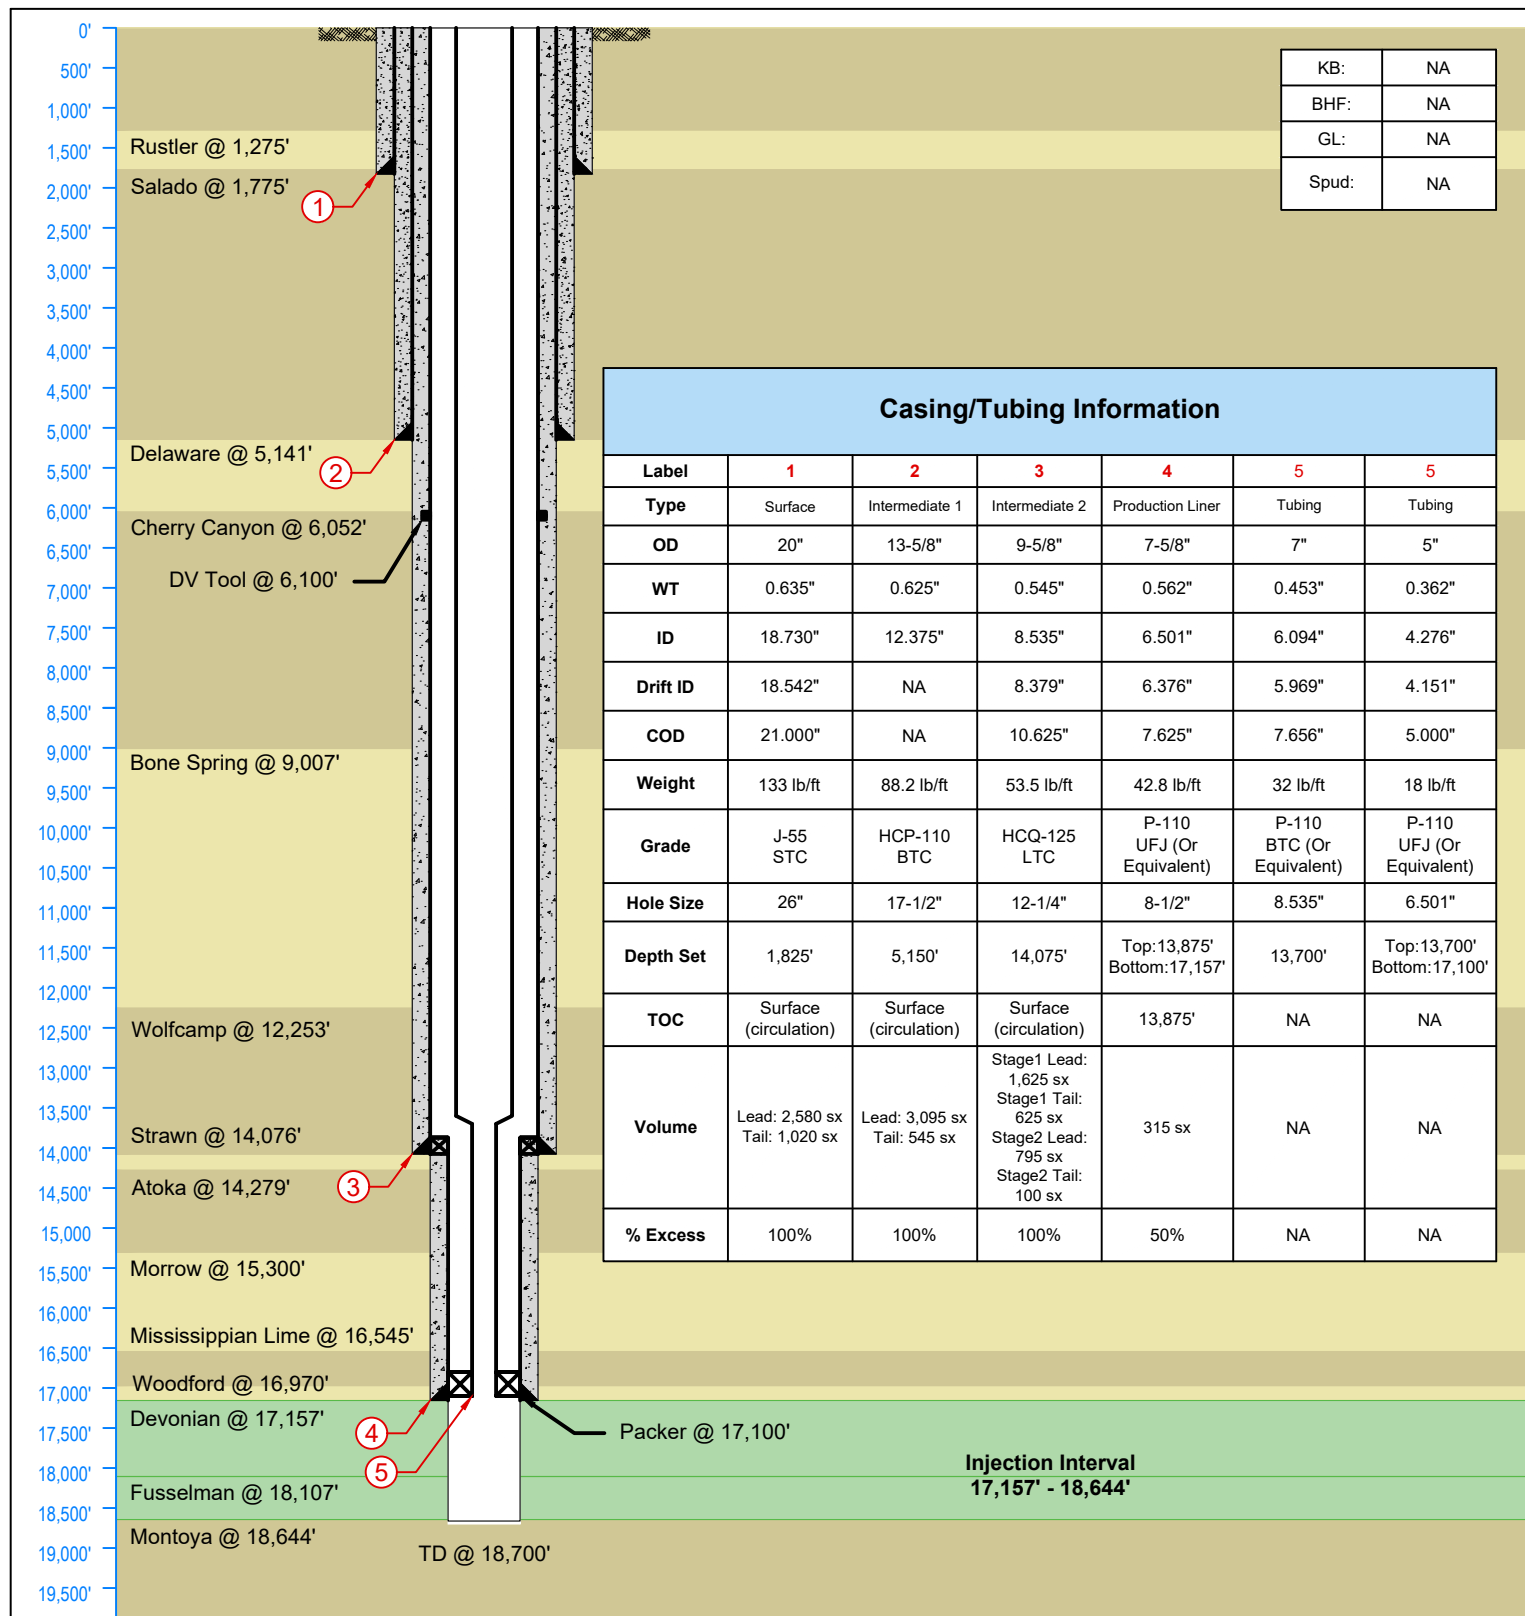 0'
500'
1,000'
1,500'
2,000'
2,500'
3,000'
3,500'
4,000'
4,500'
5,000'
5,500'
6,000'
6,500'
7,000'
7,500'
8,000'
8,500'
9,000'
9,500'
10,000'
10,500'
11,000'
11,500'
12,000'
12,500'
13,000'
13,500'
14,000'
14,500'
15,000
15,500'
16,000'
16,500'
17,000'
17,500'
18,000'
18,500'
19,000'
19,500'
Rustler @ 1,275'
Salado @ 1,775'
1
Delaware @ 5,141'
2
Cherry Canyon @ 6,052'
DV Tool @ 6,100'
Bone Spring @ 9,007'
Wolfcamp @ 12,253'
Strawn @ 14,076'
3
Atoka @ 14,279'
Morrow @ 15,300'
Mississippian Lime @ 16,545'
Woodford @ 16,970'
Devonian @ 17,157'
4
5
Packer @ 17,100'
Fusselman @ 18,107'
Montoya @ 18,644'
TD @ 18,700'
Injection Interval
17,157' - 18,644'
KB: NA
BHF: NA
GL: NA
Spud: NA
Casing/Tubing Information
Label 1 2 3 4 5 5
Type Surface Intermediate 1 Intermediate 2 Production Liner Tubing Tubing
OD 20" 13-5/8" 9-5/8" 7-5/8" 7" 5"
WT 0.635" 0.625" 0.545" 0.562" 0.453" 0.362"
ID 18.730" 12.375" 8.535" 6.501" 6.094" 4.276"
Drift ID 18.542" NA 8.379" 6.376" 5.969" 4.151"
COD 21.000" NA 10.625" 7.625" 7.656" 5.000"
Weight 133 lb/ft 88.2 lb/ft 53.5 lb/ft 42.8 lb/ft 32 lb/ft 18 lb/ft
Grade
J-55
STC
HCP-110
BTC
HCQ-125
LTC
P-110
UFJ (Or
Equivalent)
P-110
BTC (Or
Equivalent)
P-110
UFJ (Or
Equivalent)
Hole Size 26" 17-1/2" 12-1/4" 8-1/2" 8.535" 6.501"
Depth Set 1,825' 5,150' 14,075'
Top:13,875'
Bottom:17,157'
13,700'
Top:13,700'
Bottom:17,100'
TOC
Surface
(circulation)
Surface
(circulation)
Surface
(circulation)
13,875' NA NA
Volume
Lead: 2,580 sx
Tail: 1,020 sx
Lead: 3,095 sx
Tail: 545 sx
Stage1 Lead:
1,625 sx
Stage1 Tail:
625 sx
Stage2 Lead:
795 sx
Stage2 Tail:
100 sx
315 sx NA NA
% Excess 100% 100% 100% 50% NA NA